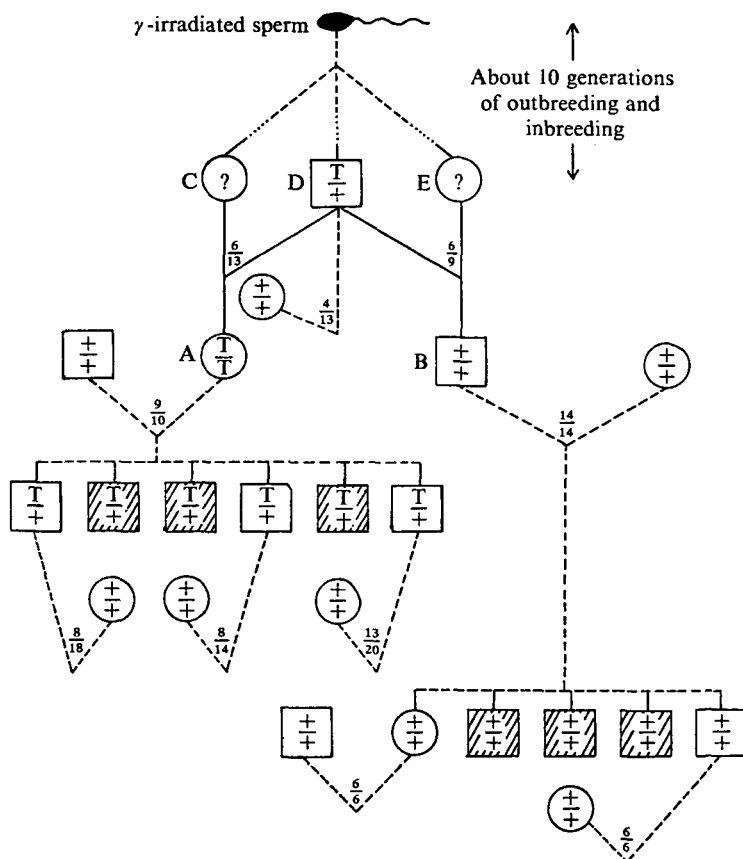 γ-irradiated sperm
About 10 generations
of outbreeding and
inbreeding
C
?
D
T/+
E
?
6/13
6/9
+/+
4/13
+/+
A
T/T
B
+/+
+/+
9/10
14/14
T/+
T/+
T/+
T/+
T/+
T/+
+/+
+/+
+/+
8/18
8/14
13/20
+/+
+/+
+/+
+/+
+/+
+/+
6/6
+/+
6/6